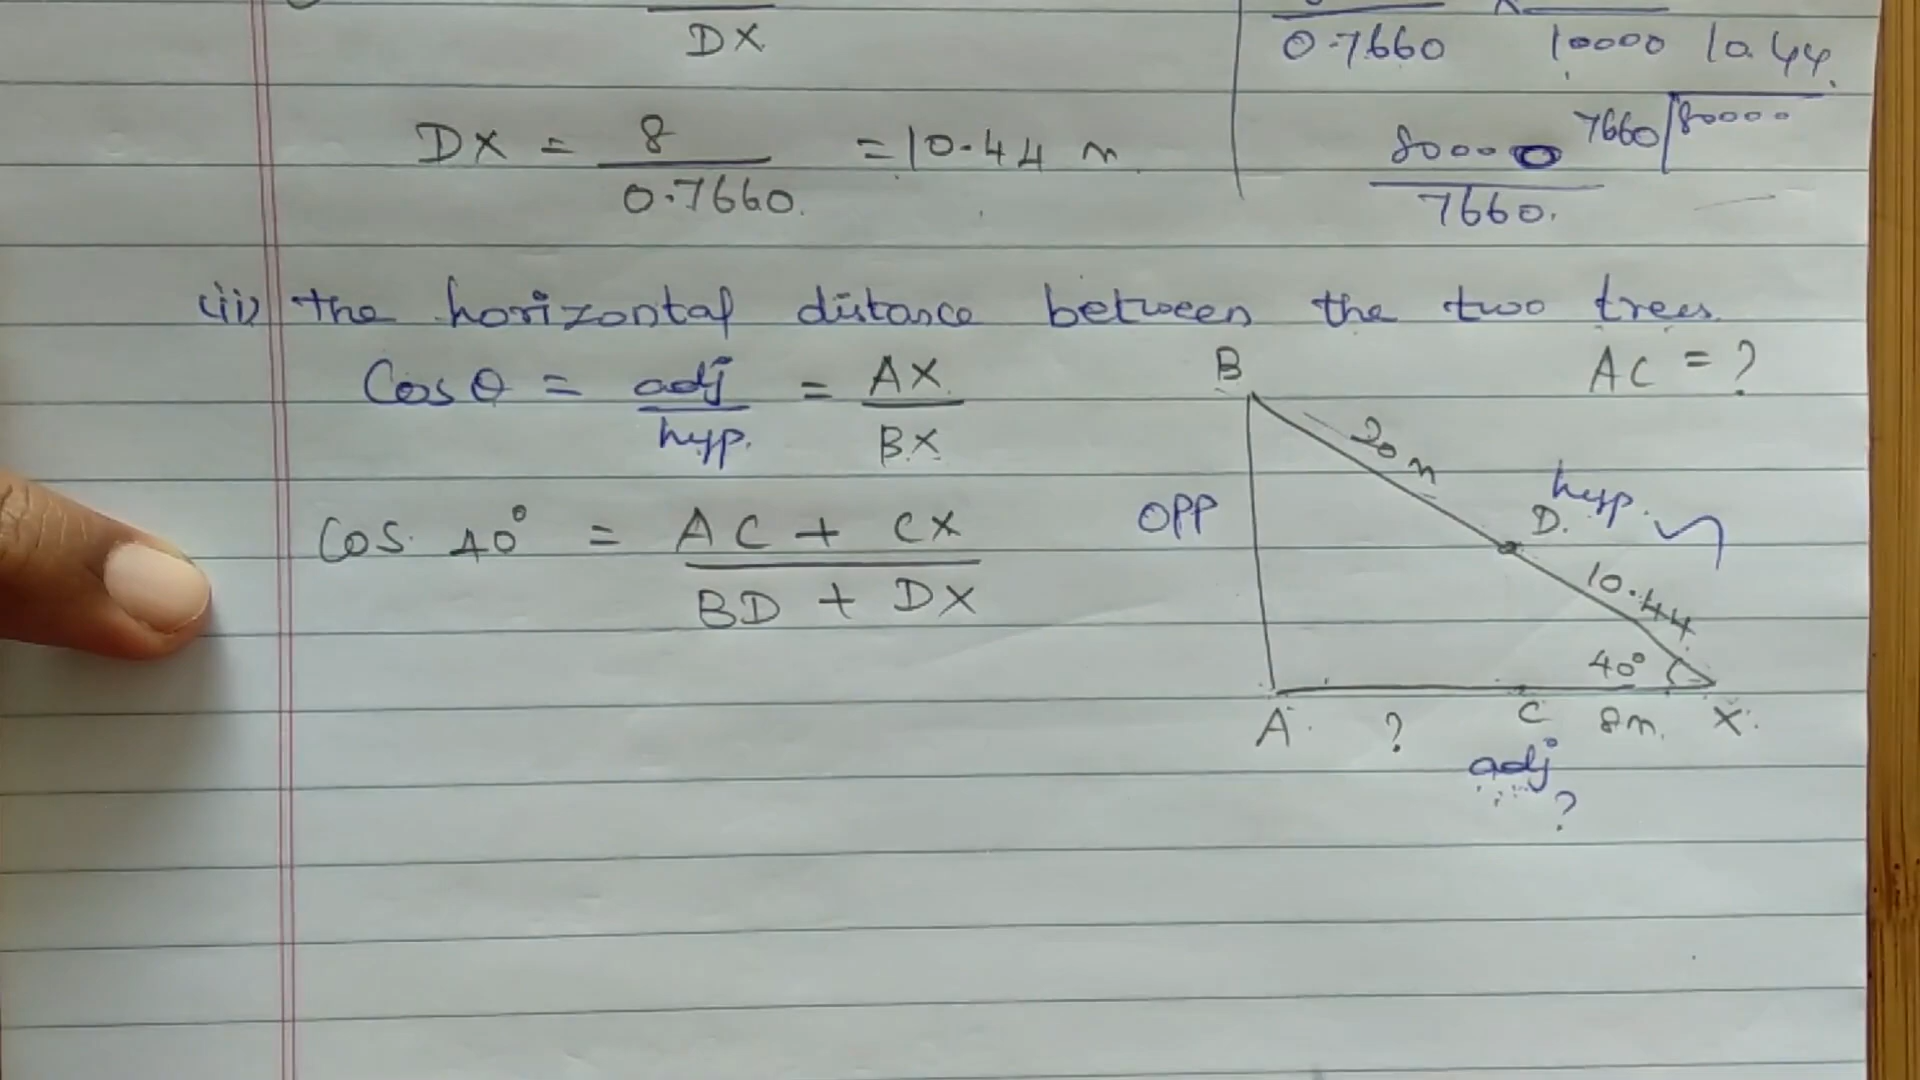 DX
0.7660 10000 10.44.
DX = 8 / 0.7660. = 10.44 m
80000 / 7660.
7660 80000
(ii) The horizontal distance between the two trees.
AC = ?
Cos θ = adj / hyp. = AX / BX
Cos 40° = AC + CX / BD + DX
B
20 m
hyp.
D.
OPP
10.44
40°
A. ? C 8m. X.
adj
?